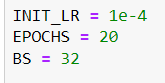 INIT_LR = 1e-4
EPOCHS = 20
BS = 32